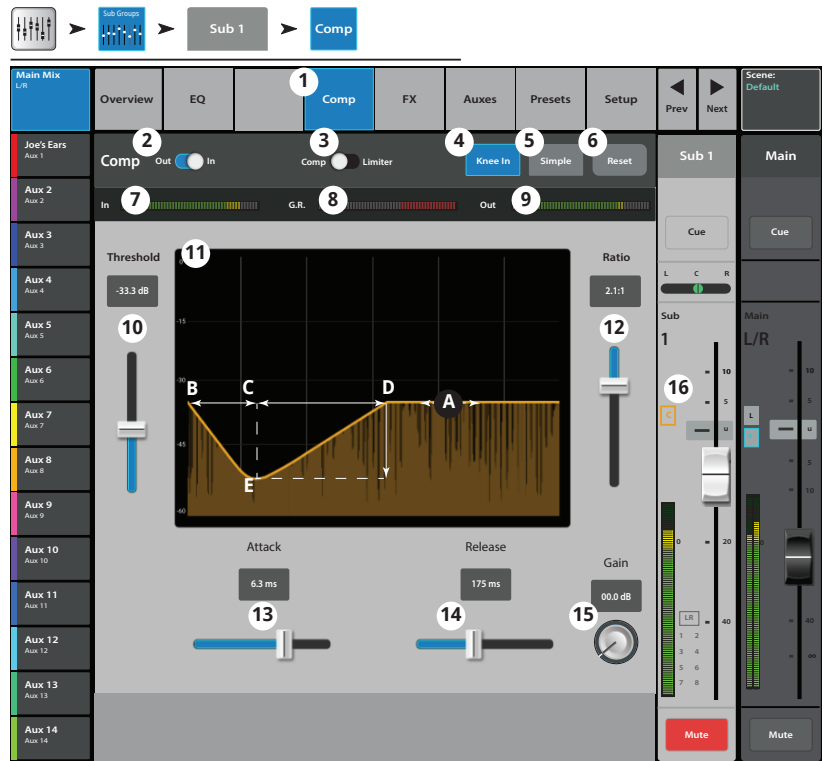 Sub Groups
Sub 1
Comp
Main Mix
L/R
Overview
EQ
1
Comp
FX
Auxes
Presets
Setup
Prev
Next
Scene:
Default
Joe's Ears
Aux 1
Aux 2
Aux 2
Aux 3
Aux 3
Aux 4
Aux 4
Aux 5
Aux 5
Aux 6
Aux 6
Aux 7
Aux 7
Aux 8
Aux 8
Aux 9
Aux 9
Aux 10
Aux 10
Aux 11
Aux 11
Aux 12
Aux 12
Aux 13
Aux 13
Aux 14
Aux 14
Comp
2
Out
In
3
Comp
Limiter
4
Knee In
5
Simple
6
Reset
In
7
G.R.
8
Out
9
Threshold
-33.3 dB
10
11
0
-15
-30
-45
-60
B
C
D
A
E
Ratio
2.1:1
12
Attack
6.3 ms
13
Release
175 ms
14
Gain
00.0 dB
15
Sub 1
Cue
L C R
Sub
1
16
C
10
5
u
5
10
0
20
LR
40
1 2
3 4
5 6
7 8
Mute
Main
Cue
Main
L/R
10
5
L
u
5
10
20
40
∞
Mute